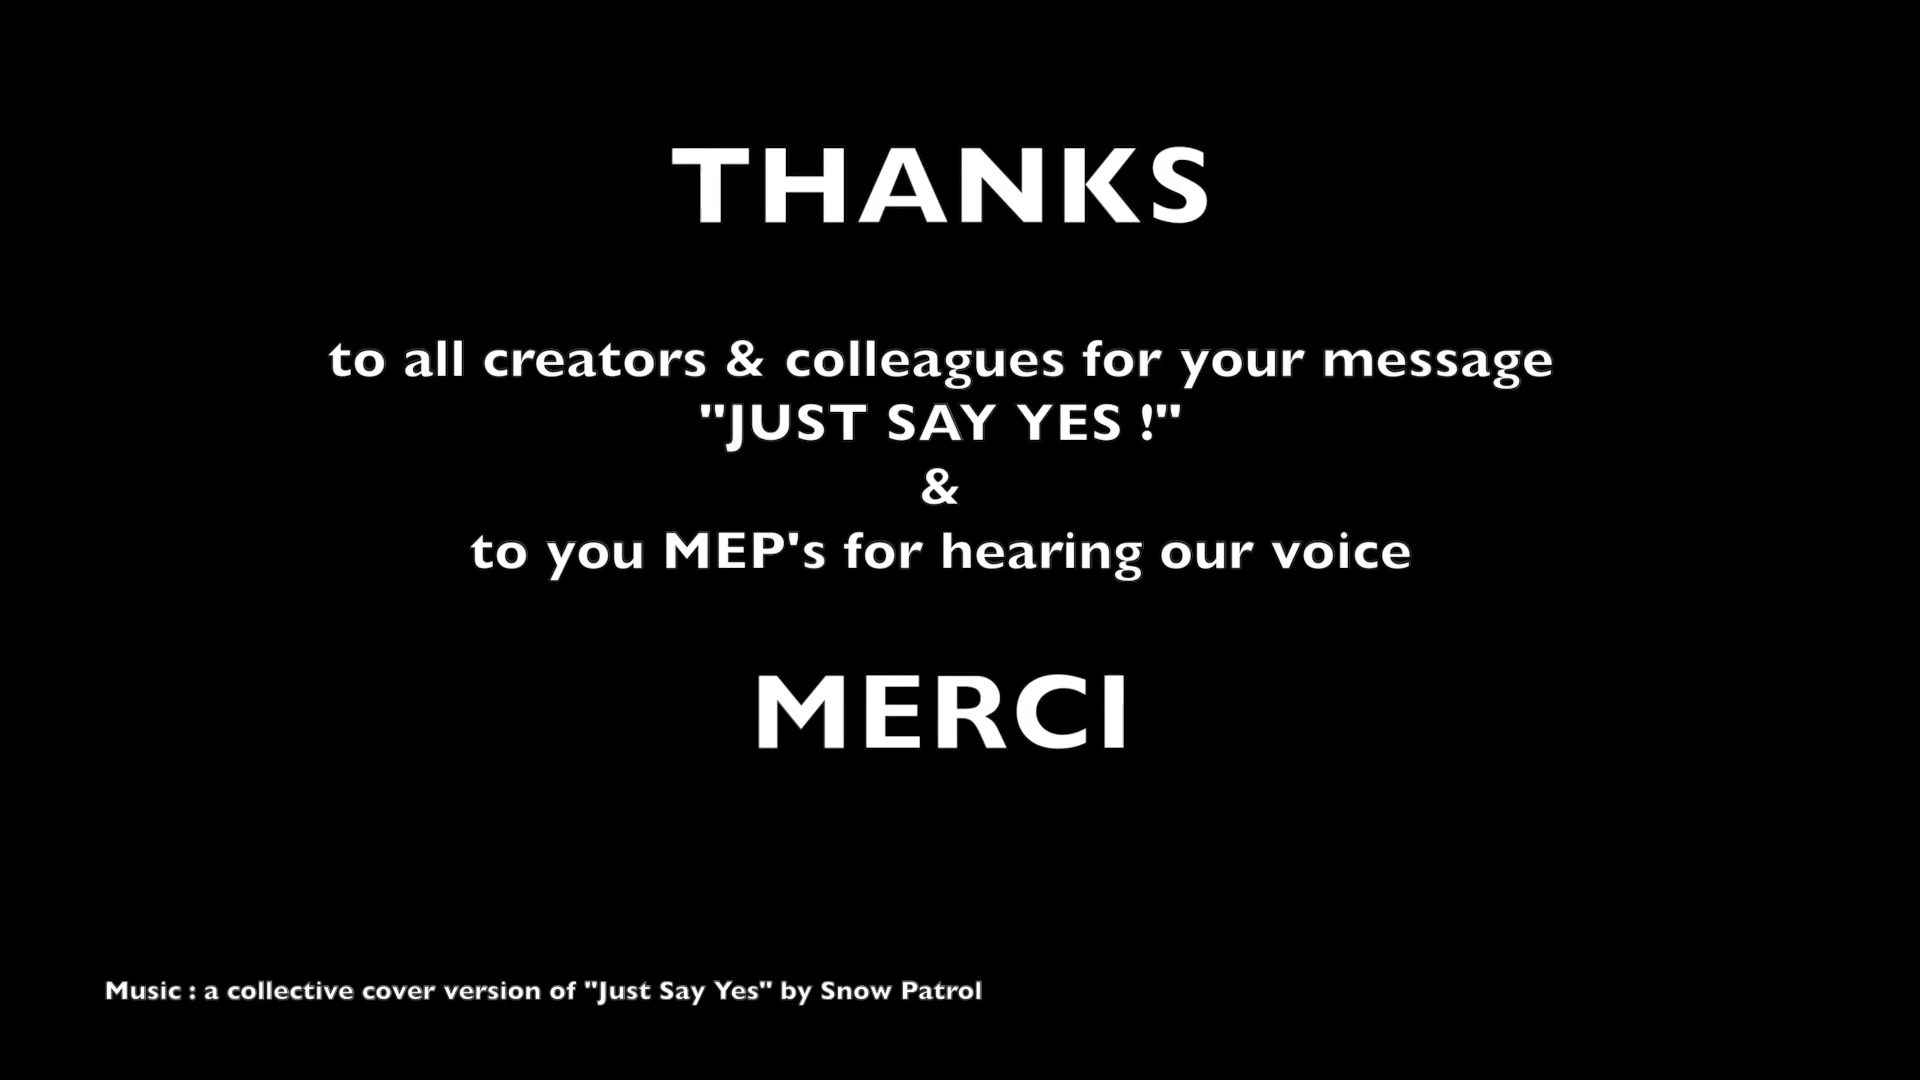 THANKS
to all creators & colleagues for your message
"JUST SAY YES !"
&
to you MEP's for hearing our voice
MERCI
Music : a collective cover version of "Just Say Yes" by Snow Patrol